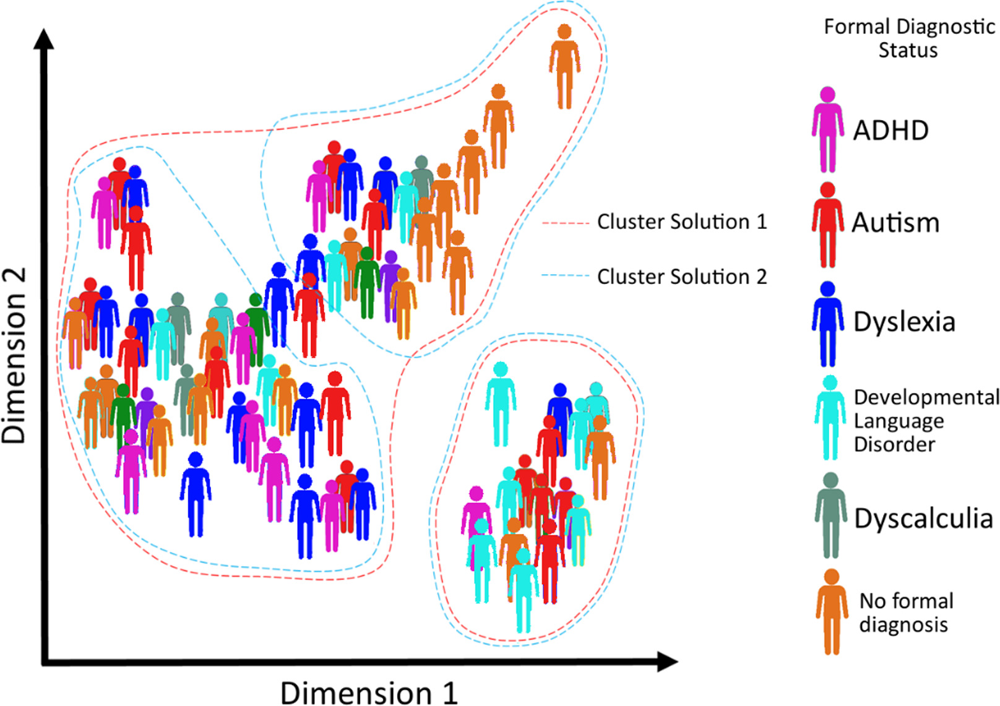 Formal Diagnostic
Status
ADHD
Autism
Dyslexia
Developmental
Language
Disorder
Dyscalculia
No formal
diagnosis
Cluster Solution 1
Cluster Solution 2
Dimension 2
Dimension 1